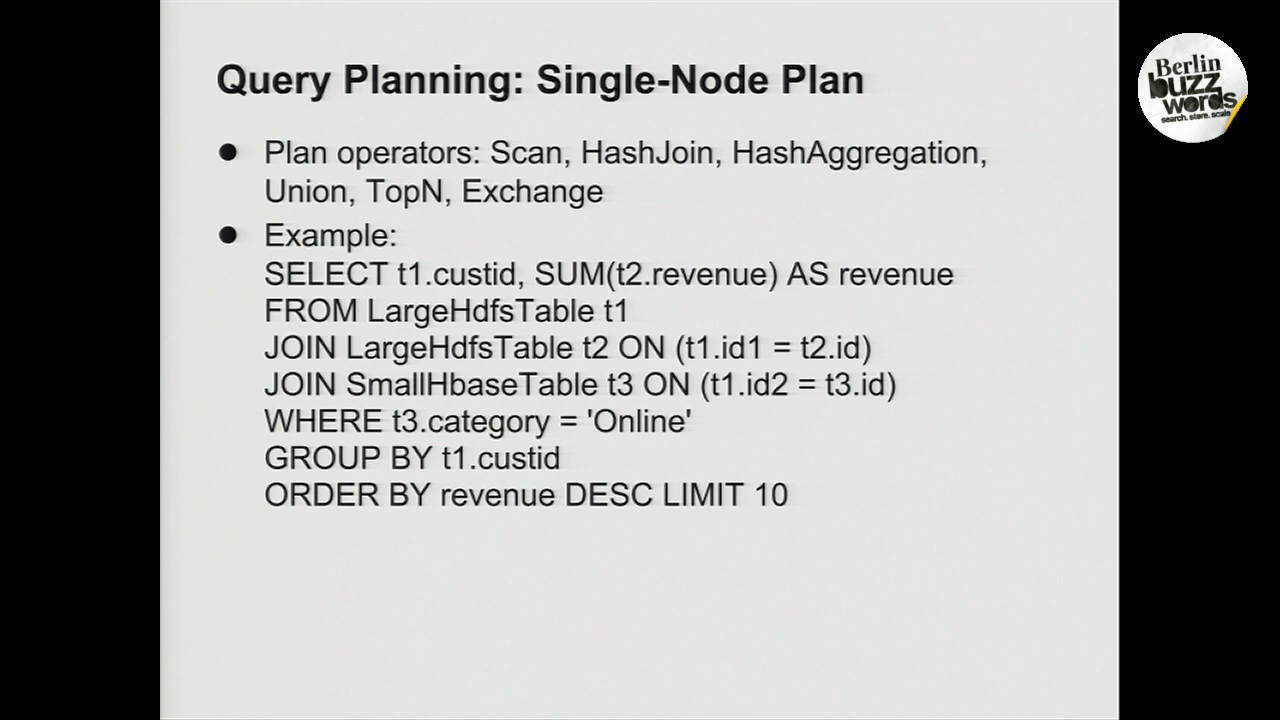 Query Planning: Single-Node Plan
● Plan operators: Scan, HashJoin, HashAggregation,
Union, TopN, Exchange
● Example:
SELECT t1.custid, SUM(t2.revenue) AS revenue
FROM LargeHdfsTable t1
JOIN LargeHdfsTable t2 ON (t1.id1 = t2.id)
JOIN SmallHbaseTable t3 ON (t1.id2 = t3.id)
WHERE t3.category = 'Online'
GROUP BY t1.custid
ORDER BY revenue DESC LIMIT 10
Berlin
buzz
words
search. store. scale